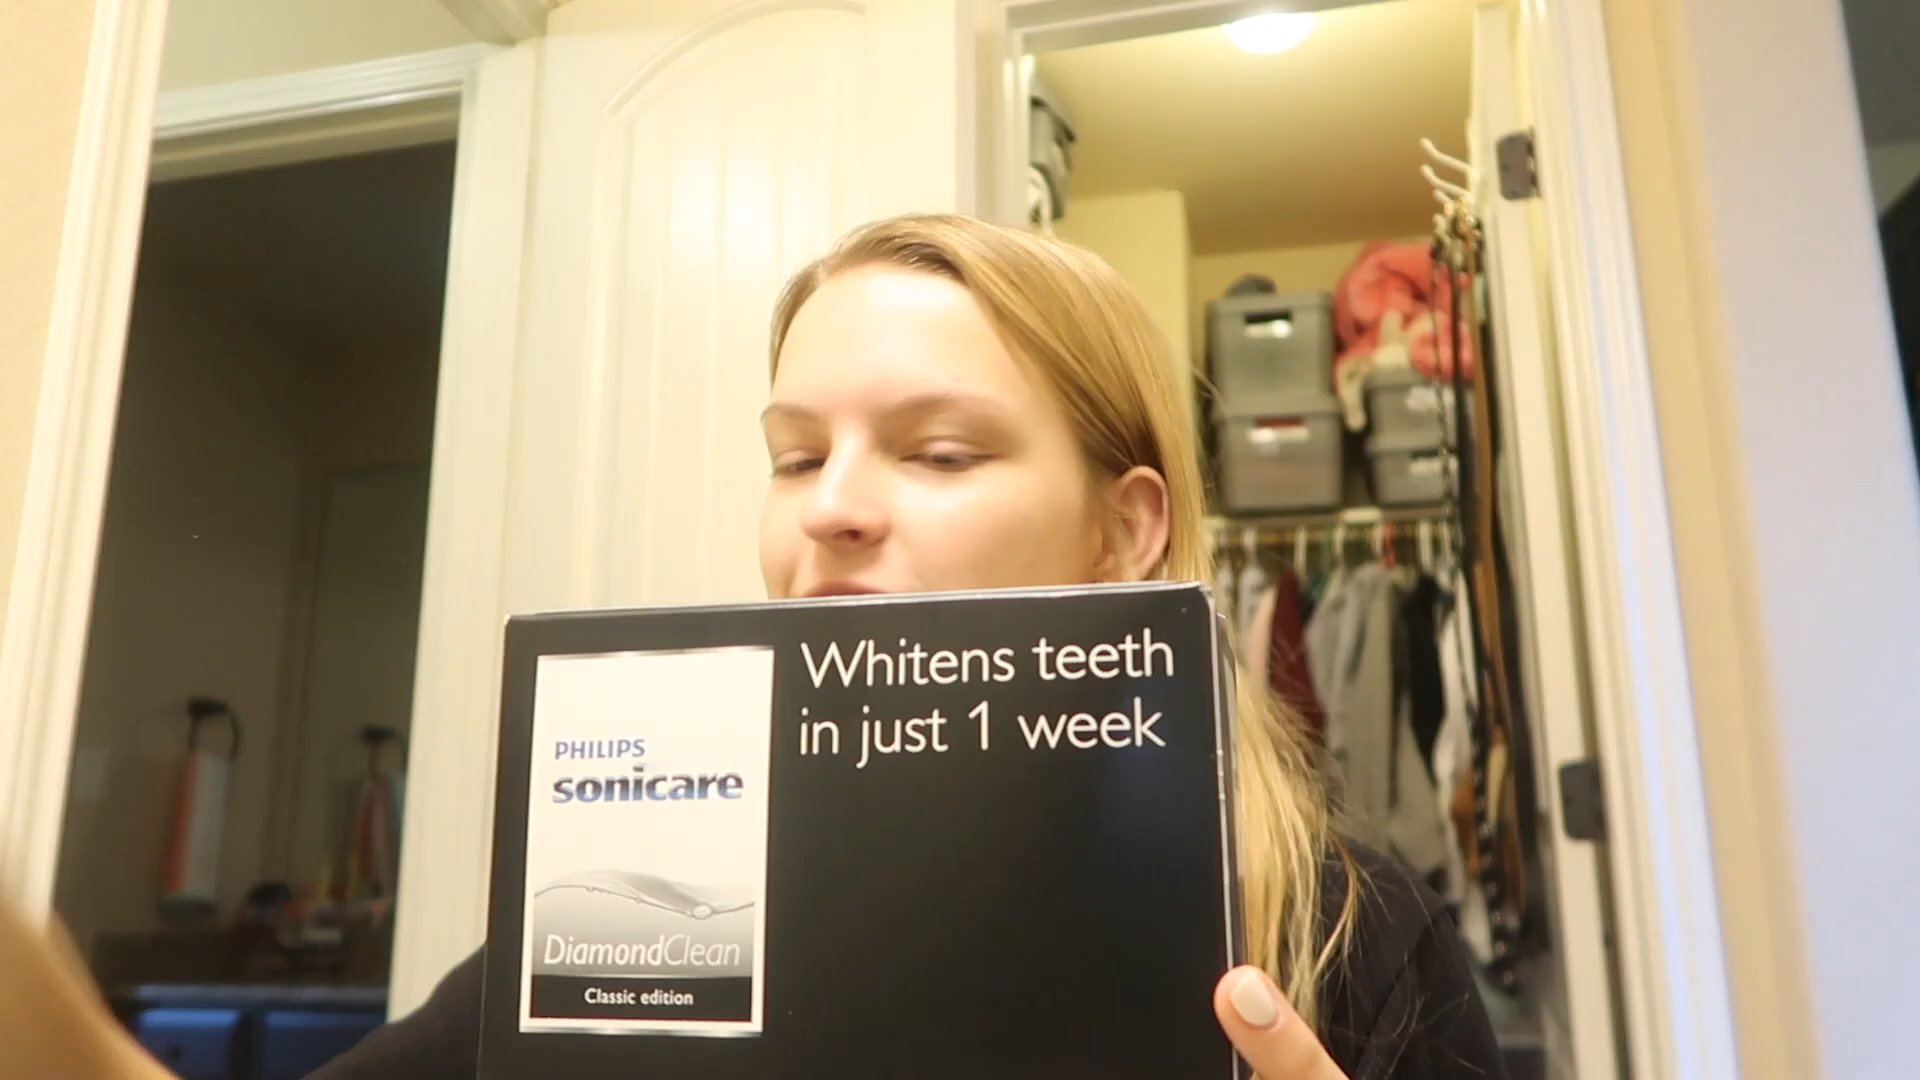 Whitens teeth
in just 1 week
PHILIPS
sonicare
DiamondClean
Classic edition